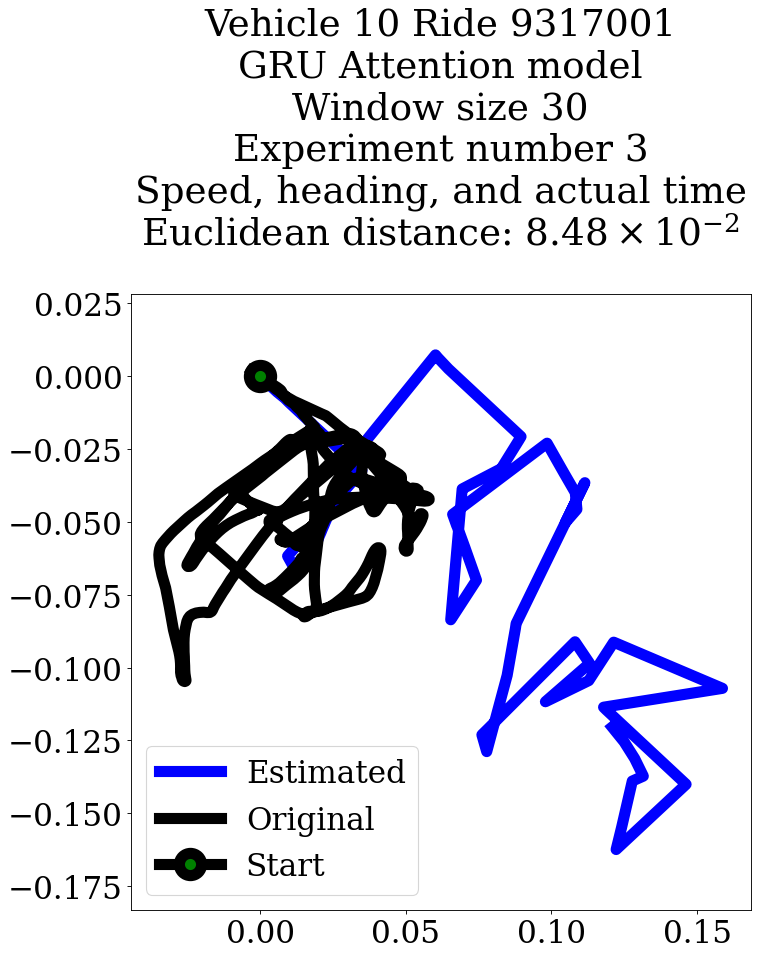 Vehicle 10 Ride 9317001
GRU Attention model
Window size 30
Experiment number 3
Speed, heading, and actual time
Euclidean distance: 8.48 × 10⁻²
0.025
0.000
−0.025
−0.050
−0.075
−0.100
−0.125
−0.150
−0.175
Estimated
Original
Start
0.00 0.05 0.10 0.15